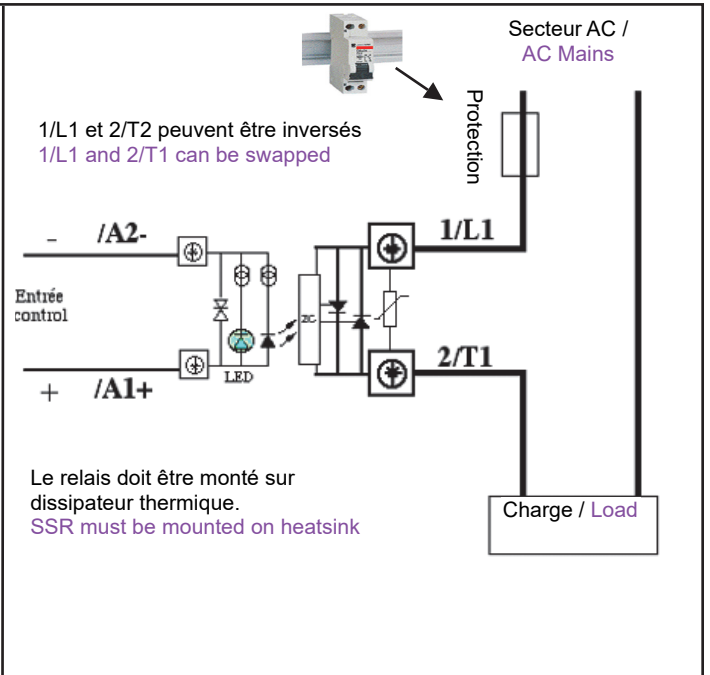 Secteur AC /
AC Mains
Protection
1/L1 et 2/T2 peuvent être inversés
1/L1 and 2/T1 can be swapped
- /A2-
1/L1
Entrée
control
ZC
LED
2/T1
+ /A1+
Le relais doit être monté sur
dissipateur thermique.
SSR must be mounted on heatsink
Charge / Load